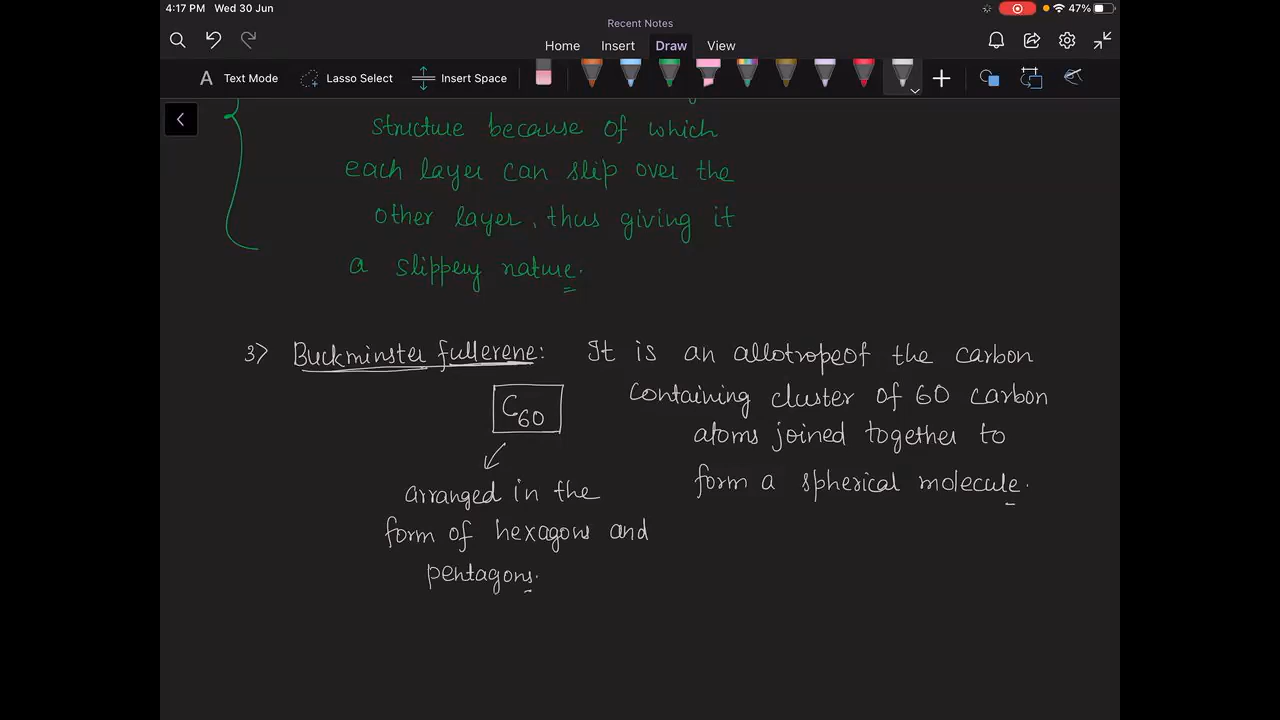 4:17 PM Wed 30 Jun
47%
Recent Notes
Home Insert Draw View
Text Mode Lasso Select Insert Space
structure because of which
each layer can slip over the
other layer, thus giving it
a slippery nature.
3) Buckminster fullerene: It is an allotrope of the carbon
containing cluster of 60 carbon
C60
atoms joined together to
form a spherical molecule.
arranged in the
form of hexagons and
pentagons.